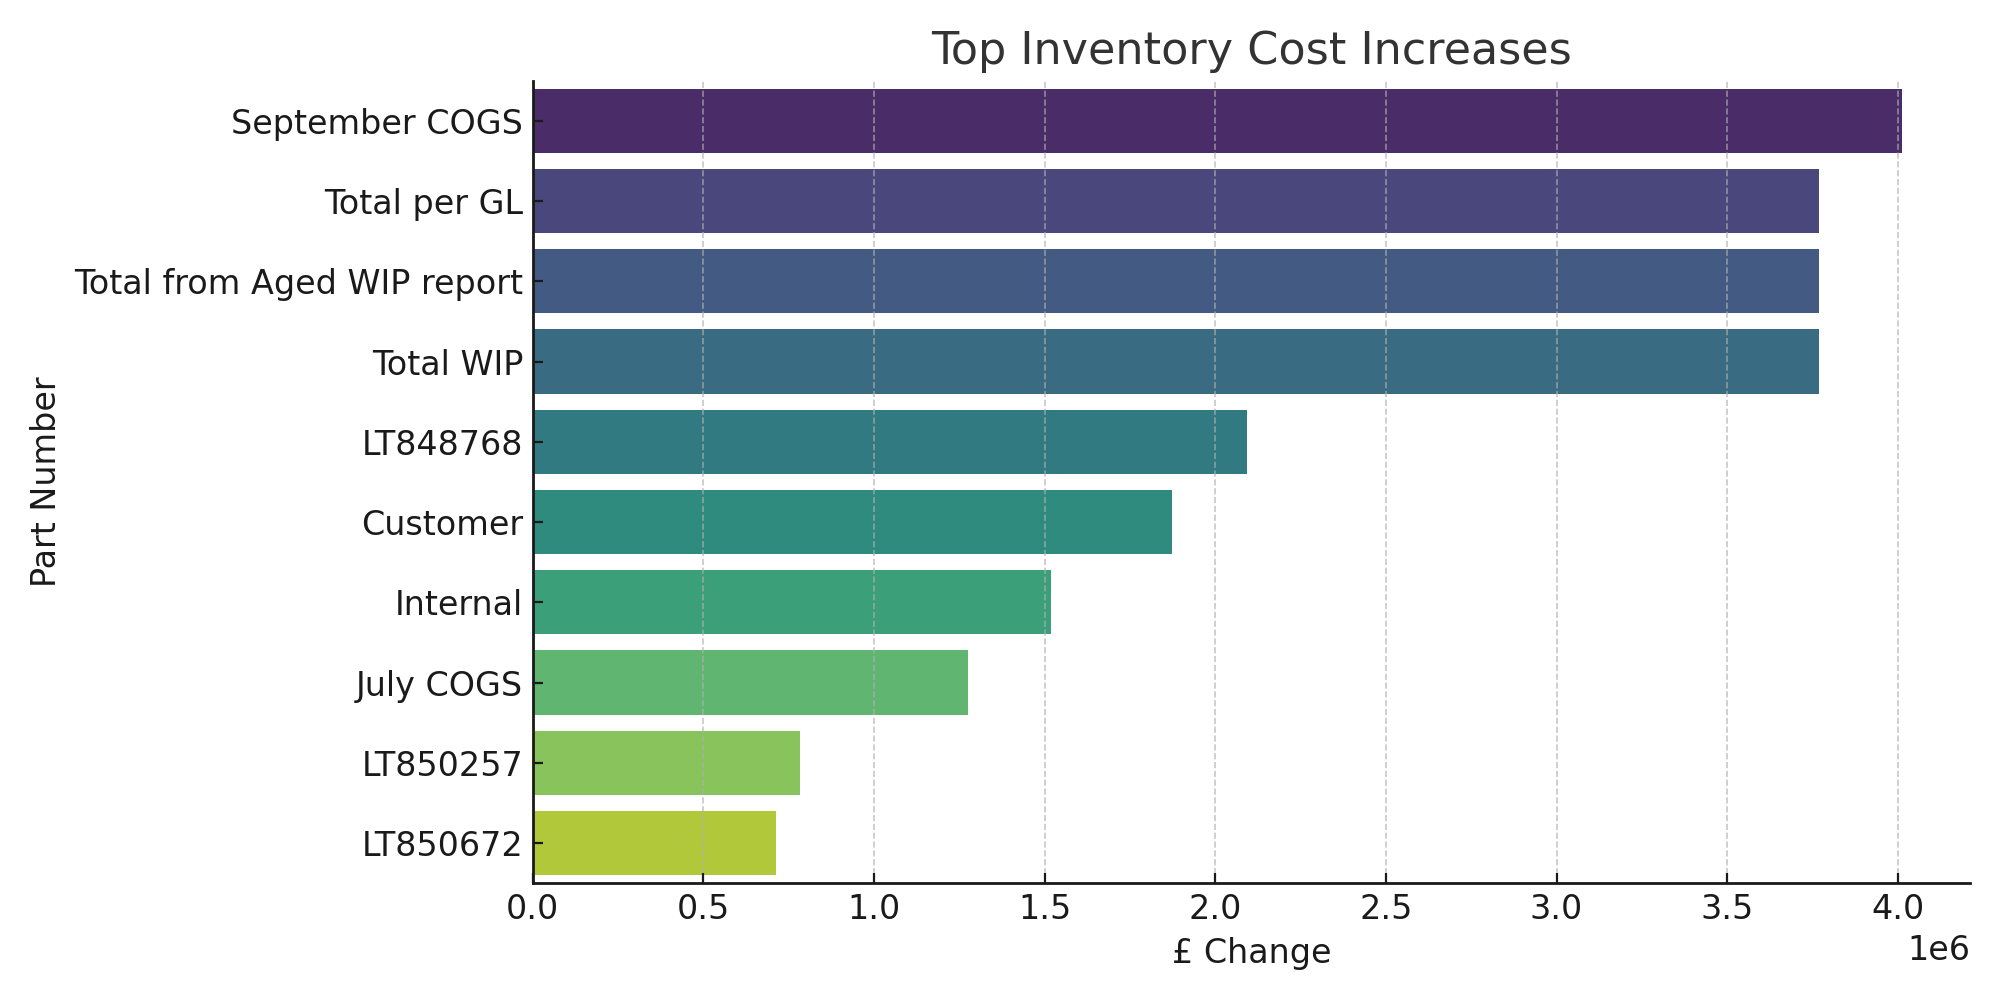 Top Inventory Cost Increases
September COGS
Total per GL
Total from Aged WIP report
Total WIP
LT848768
Customer
Internal
July COGS
LT850257
LT850672
Part Number
0.0 0.5 1.0 1.5 2.0 2.5 3.0 3.5 4.0
1e6
£ Change